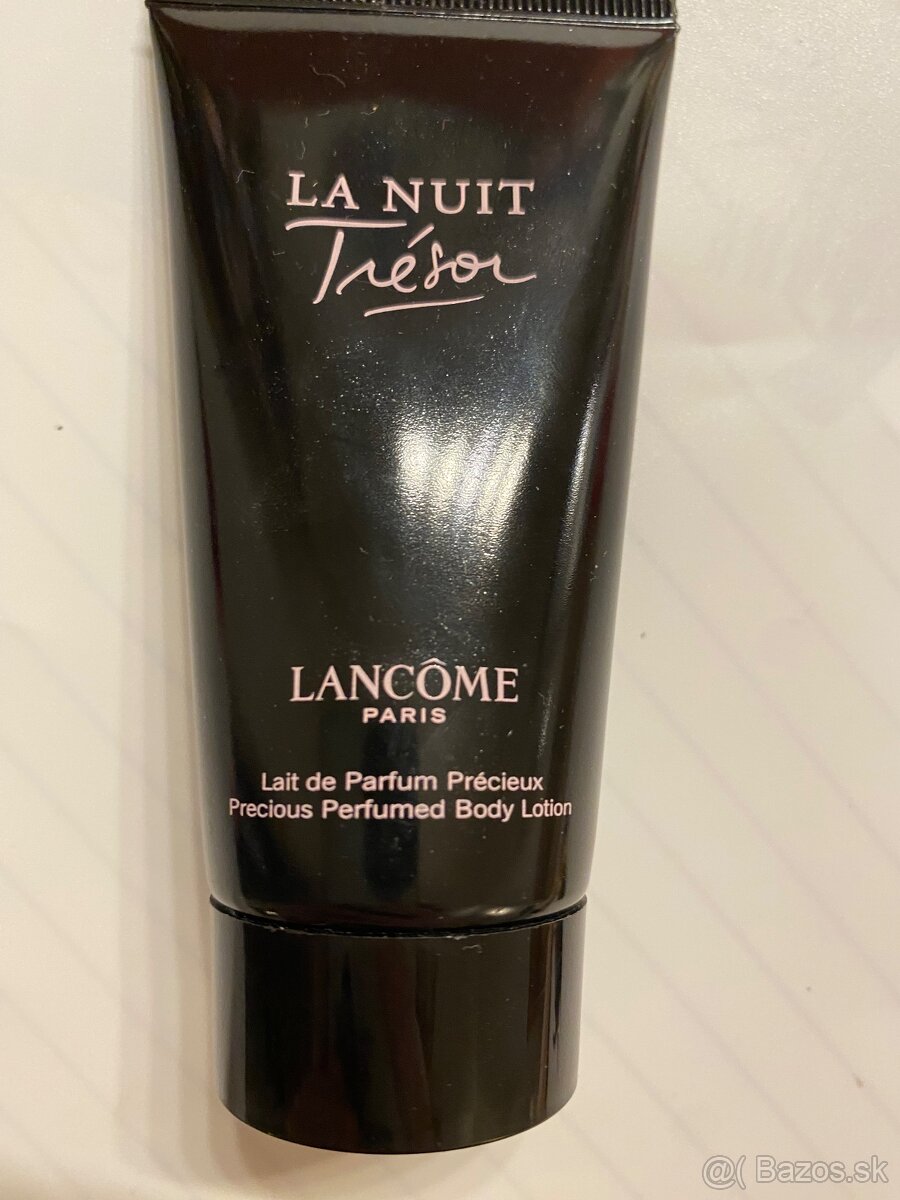 LA NUIT
Trésor
LANCÔME
PARIS
Lait de Parfum Précieux
Precious Perfumed Body Lotion
@( Bazos.sk